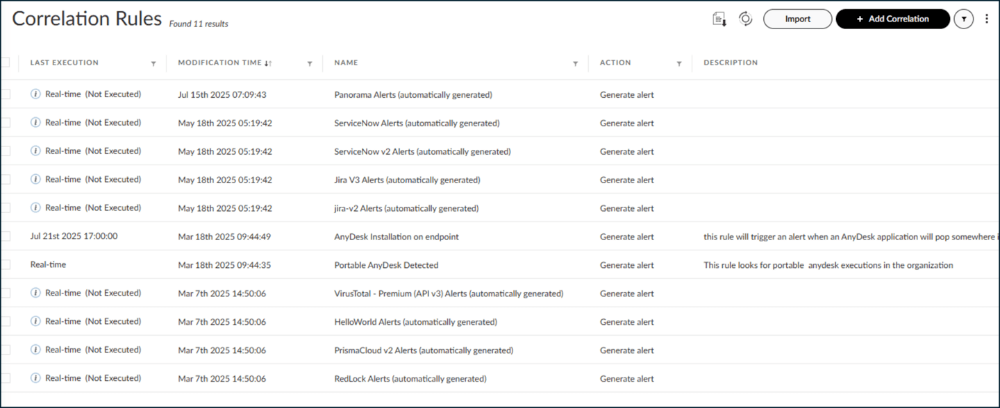 Correlation Rules Found 11 results Import + Add Correlation
LAST EXECUTION MODIFICATION TIME NAME ACTION DESCRIPTION
Real-time (Not Executed) Jul 15th 2025 07:09:43 Panorama Alerts (automatically generated) Generate alert
Real-time (Not Executed) May 18th 2025 05:19:42 ServiceNow Alerts (automatically generated) Generate alert
Real-time (Not Executed) May 18th 2025 05:19:42 ServiceNow v2 Alerts (automatically generated) Generate alert
Real-time (Not Executed) May 18th 2025 05:19:42 Jira V3 Alerts (automatically generated) Generate alert
Real-time (Not Executed) May 18th 2025 05:19:42 jira-v2 Alerts (automatically generated) Generate alert
Jul 21st 2025 17:00:00 Mar 18th 2025 09:44:49 AnyDesk Installation on endpoint Generate alert this rule will trigger an alert when an AnyDesk application will pop somewhere
Real-time Mar 18th 2025 09:44:35 Portable AnyDesk Detected Generate alert This rule looks for portable anydesk executions in the organization
Real-time (Not Executed) Mar 7th 2025 14:50:06 VirusTotal - Premium (API v3) Alerts (automatically generated) Generate alert
Real-time (Not Executed) Mar 7th 2025 14:50:06 HelloWorld Alerts (automatically generated) Generate alert
Real-time (Not Executed) Mar 7th 2025 14:50:06 PrismaCloud v2 Alerts (automatically generated) Generate alert
Real-time (Not Executed) Mar 7th 2025 14:50:06 RedLock Alerts (automatically generated) Generate alert